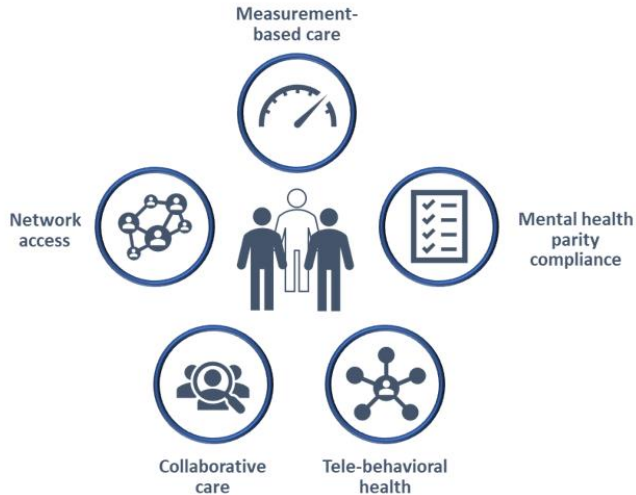 Measurement-
based care
Network
access
Mental health
parity
compliance
Collaborative
care
Tele-behavioral
health